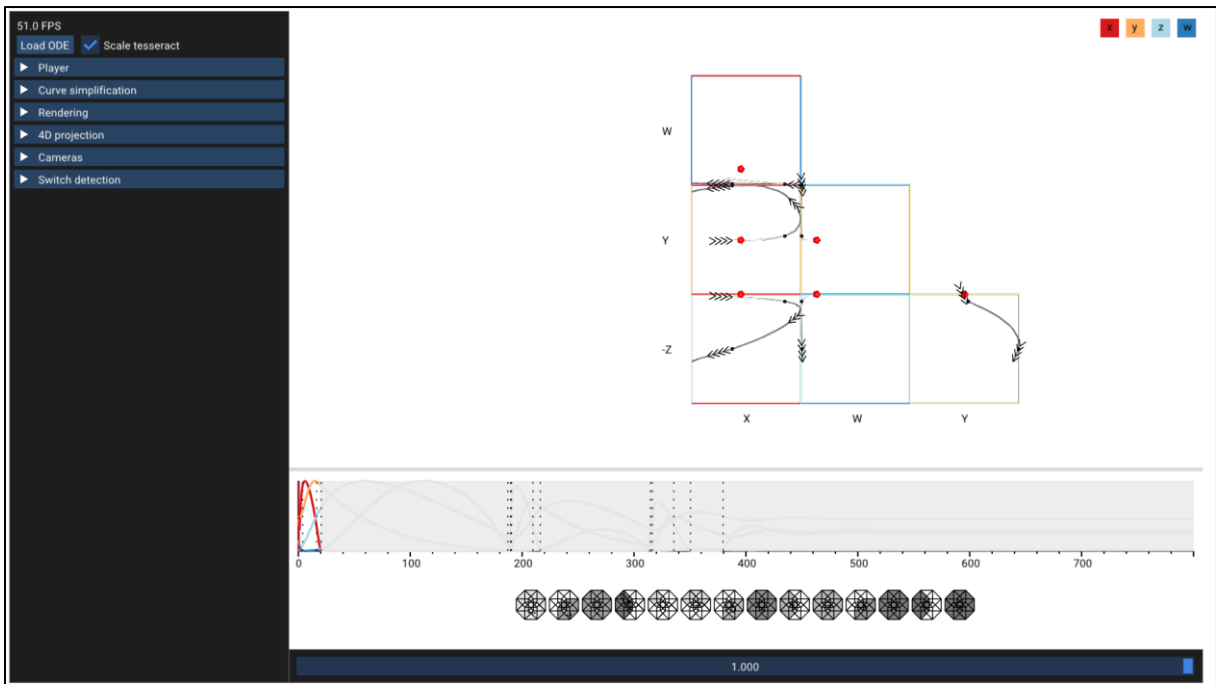 51.0 FPS
Load ODE Scale tesseract
Player
Curve simplification
Rendering
4D projection
Cameras
Switch detection
x y z w
W
Y
-Z
X W Y
0 100 200 300 400 500 600 700
1.000